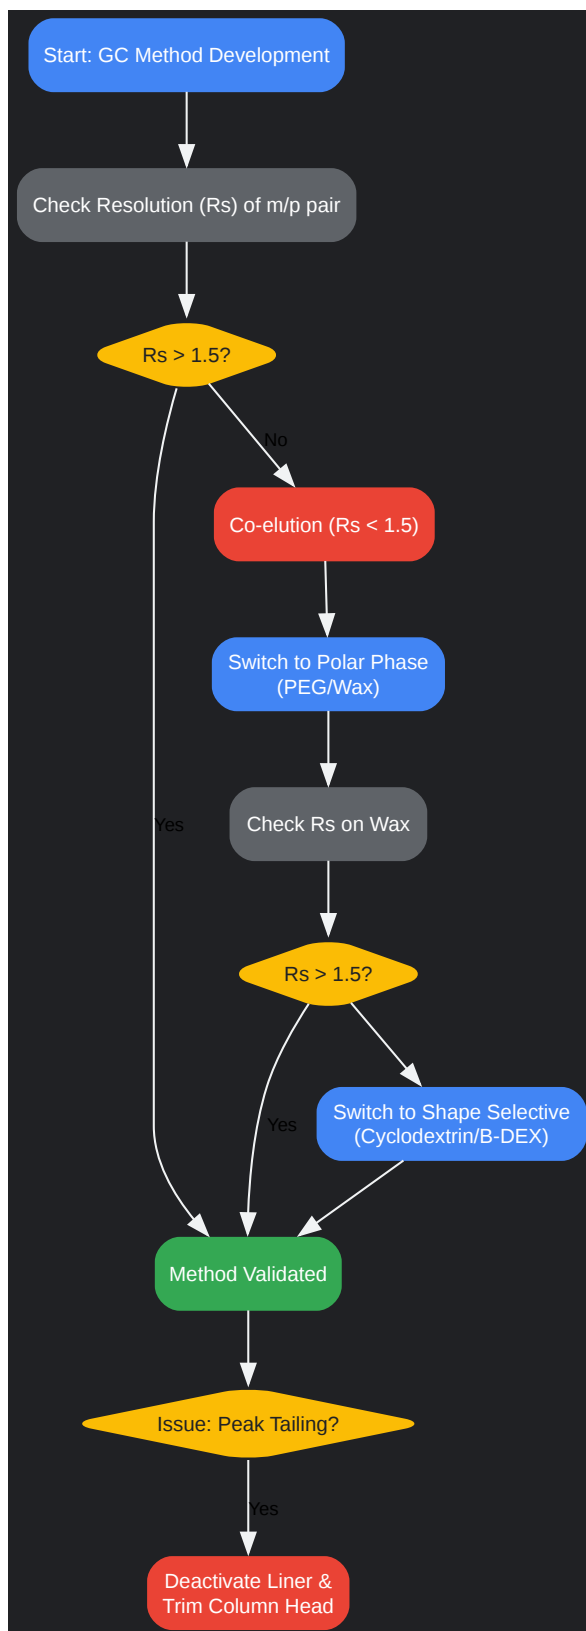 Start: GC Method Development
Check Resolution (Rs) of m/p pair
Rs > 1.5?
No
Co-elution (Rs < 1.5)
Switch to Polar Phase
(PEG/Wax)
Yes
Check Rs on Wax
Rs > 1.5?
Switch to Shape Selective
(Cyclodextrin/B-DEX)
Yes
Method Validated
Issue: Peak Tailing?
Yes
Deactivate Liner &
Trim Column Head